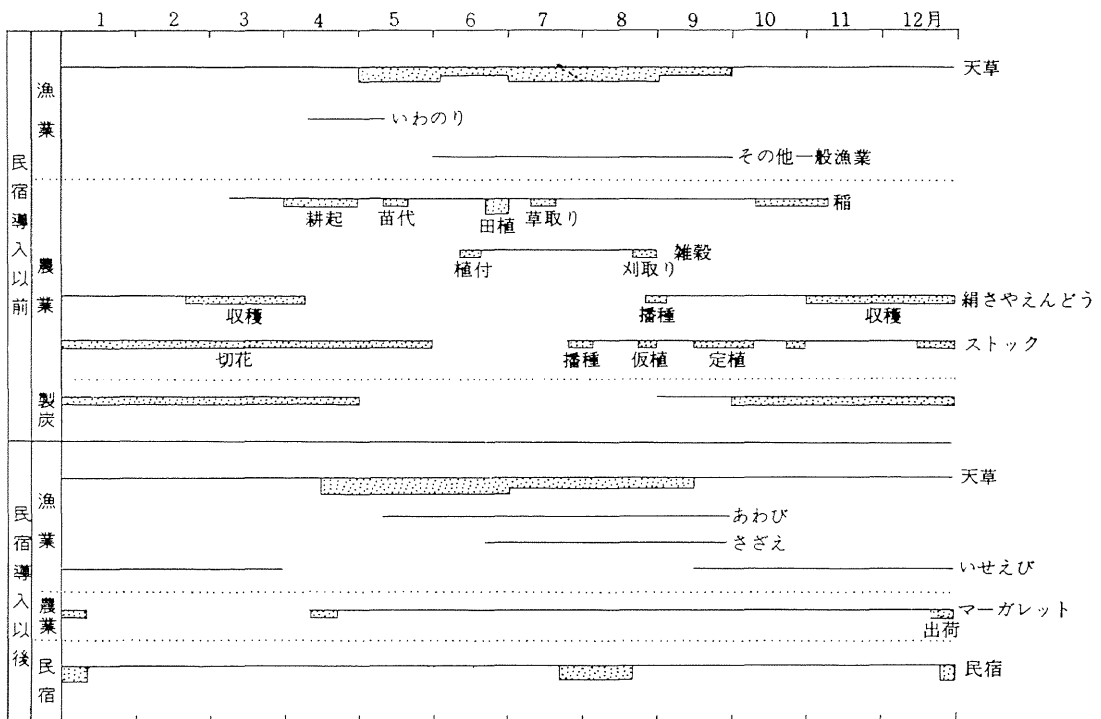 1 2 3 4 5 6 7 8 9 10 11 12月
民宿導入以前
漁業
天草
いわのり
その他一般漁業
農業
稲
耕起 苗代 田植 草取り
雑穀
植付 刈取り
絹さやえんどう
収穫 播種 収穫
ストック
切花 播種 仮植 定植
製炭
民宿導入以後
漁業
天草
あわび
さざえ
いせえび
農業
マーガレット
出荷
民宿
民宿